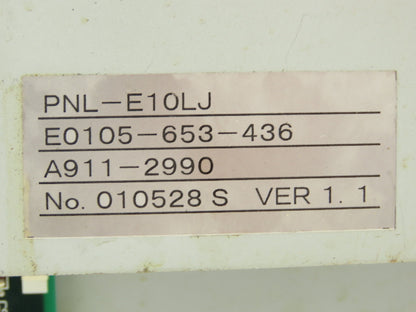 PNL-E10LJ
E0105-653-436
A911-2990
No. 010528 S VER 1. 1